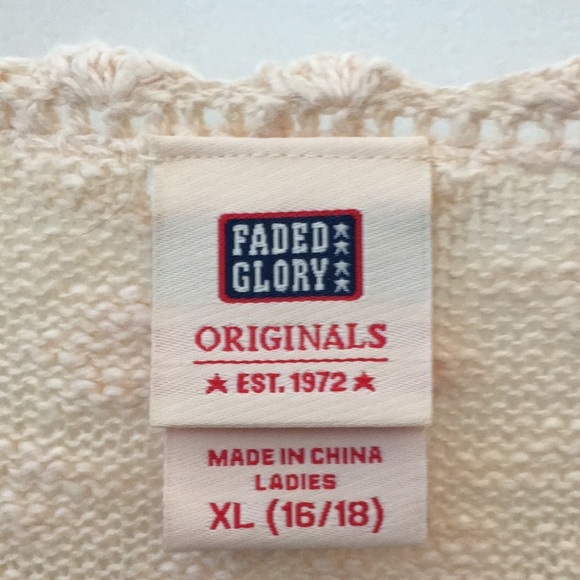 FADED
GLORY
ORIGINALS
★ EST. 1972 ★
MADE IN CHINA
LADIES
XL (16/18)